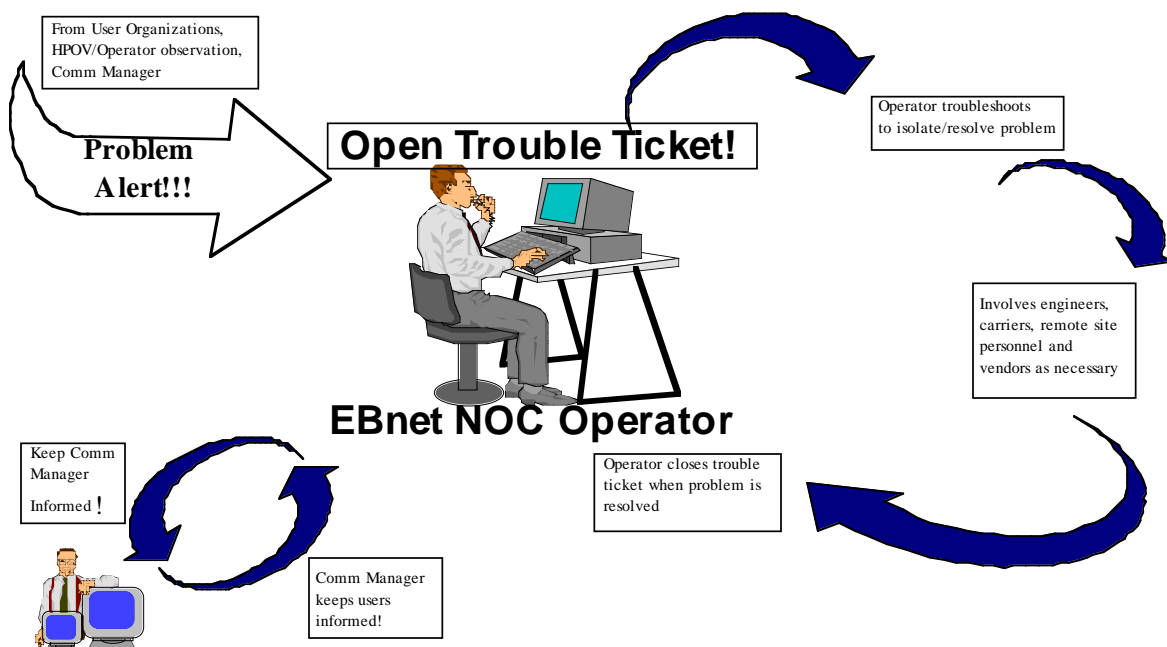 From User Organizations,
HPOV/Operator observation,
Comm Manager
Problem
Alert!!!
Open Trouble Ticket!
Operator troubleshoots
to isolate/resolve problem
Involves engineers,
carriers, remote site
personnel and
vendors as necessary
EBnet NOC Operator
Operator closes trouble
ticket when problem is
resolved
Keep Comm
Manager
Informed !
Comm Manager
keeps users
informed!